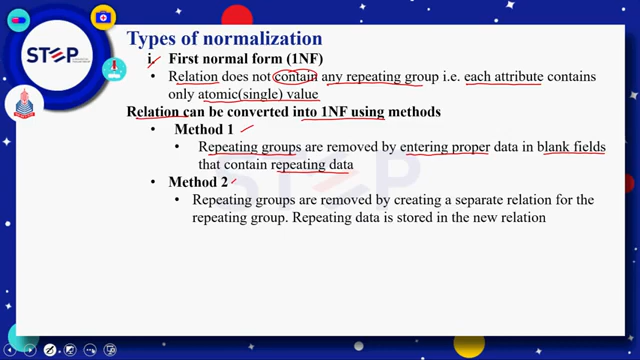 STEP
Types of normalization
i. First normal form (1NF)
• Relation does not contain any repeating group i.e. each attribute contains
only atomic(single) value
Relation can be converted into 1NF using methods
• Method 1
• Repeating groups are removed by entering proper data in blank fields
that contain repeating data
• Method 2
• Repeating groups are removed by creating a separate relation for the
repeating group. Repeating data is stored in the new relation
STEP
STEP